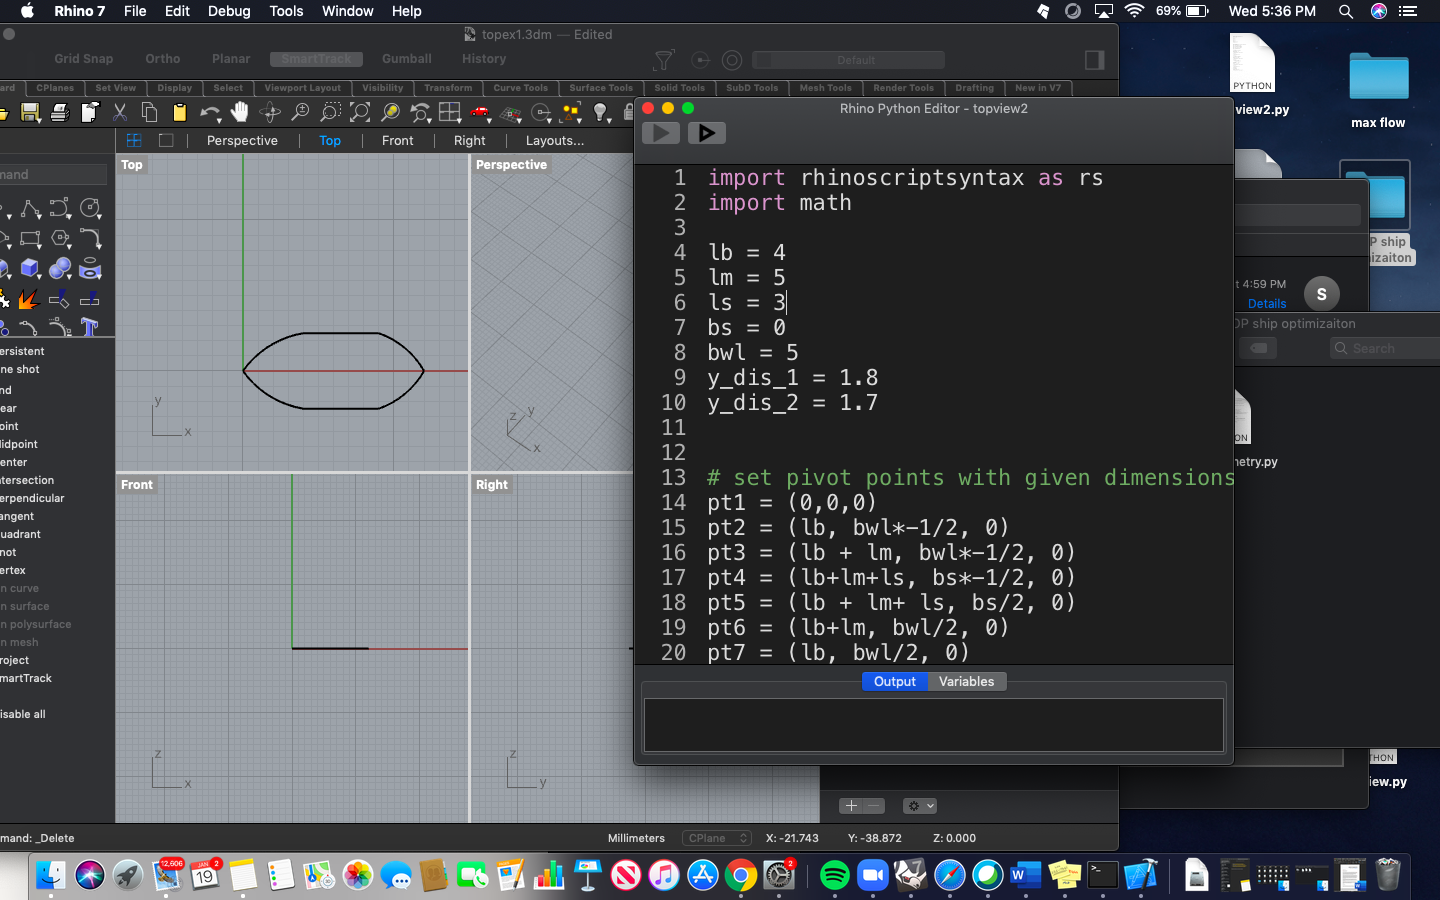 Rhino 7 File Edit Debug Tools Window Help 69% Wed 5:36 PM
topex1.3dm — Edited
Grid Snap Ortho Planar SmartTrack Gumball History Default
ard CPlanes Set View Display Select Viewport Layout Visibility Transform Curve Tools Surface Tools Solid Tools SubD Tools Mesh Tools Render Tools Drafting New in V7
Perspective Top Front Right Layouts...
mand
Top
Perspective
y
x
z
y
x
Front
Right
z
x
z
y
ersistent
ne shot
nd
ear
oint
idpoint
enter
ntersection
erpendicular
angent
uadrant
not
ertex
n curve
n surface
n polysurface
n mesh
roject
martTrack
isable all
Rhino Python Editor - topview2
1 import rhinoscriptsyntax as rs
2 import math
3
4 lb = 4
5 lm = 5
6 ls = 3
7 bs = 0
8 bwl = 5
9 y_dis_1 = 1.8
10 y_dis_2 = 1.7
11
12
13 # set pivot points with given dimensions
14 pt1 = (0,0,0)
15 pt2 = (lb, bwl*-1/2, 0)
16 pt3 = (lb + lm, bwl*-1/2, 0)
17 pt4 = (lb+lm+ls, bs*-1/2, 0)
18 pt5 = (lb + lm+ ls, bs/2, 0)
19 pt6 = (lb+lm, bwl/2, 0)
20 pt7 = (lb, bwl/2, 0)
Output Variables
PYTHON
view2.py
max flow
P ship
izaiton
t 4:59 PM
Details
S
OP ship optimizaiton
Search
ON
netry.py
THON
iew.py
mand: _Delete
Millimeters CPlane X: -21.743 Y: -38.872 Z: 0.000
12,606
JAN 2
19
2